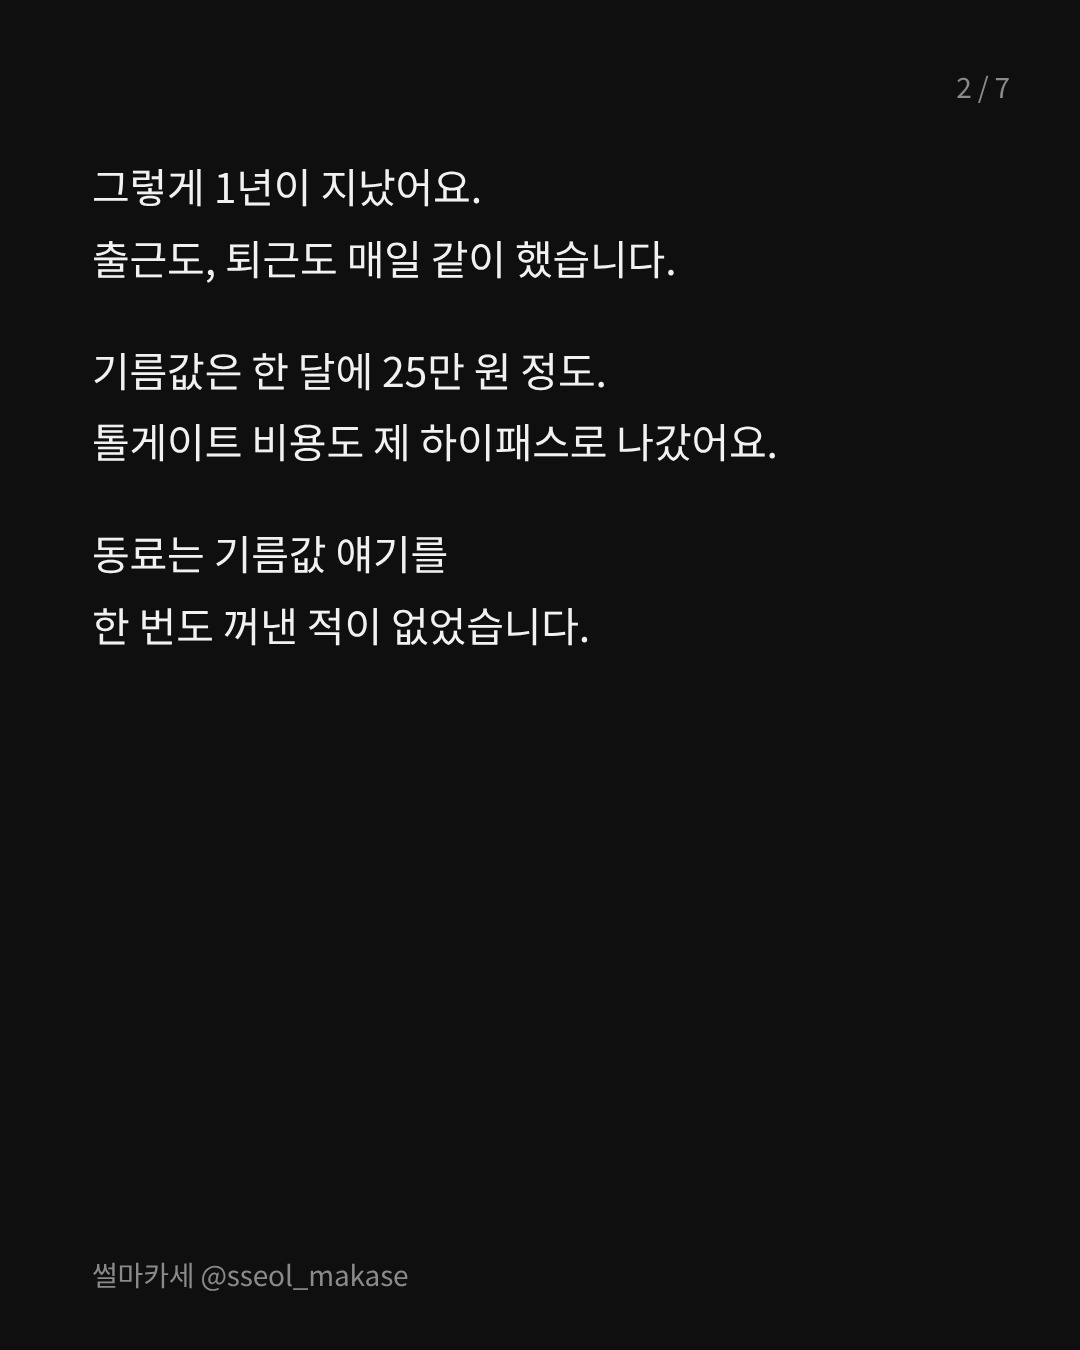 2 / 7
그렇게 1년이 지났어요.
출근도, 퇴근도 매일 같이 했습니다.
기름값은 한 달에 25만 원 정도.
톨게이트 비용도 제 하이패스로 나갔어요.
동료는 기름값 얘기를
한 번도 꺼낸 적이 없었습니다.
썰마카세 @sseol_makase